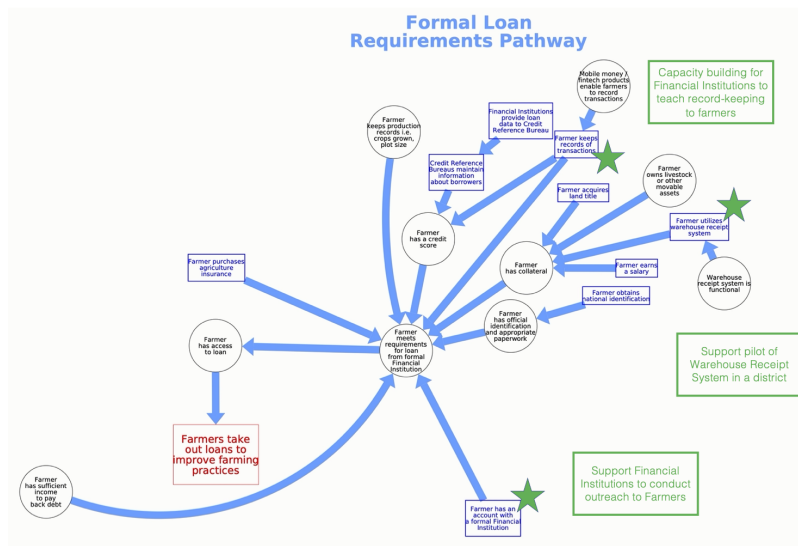 Formal Loan
Requirements Pathway
Mobile money /
fintech products
enable farmers
to record
transactions
Capacity building for
Financial Institutions to
teach record-keeping
to farmers
Farmer
keeps production
records i.e.
crops grown,
plot size
Financial Institutions
provide loan
data to Credit
Reference Bureau
Farmer keeps
records of
transactions
Credit Reference
Bureaus maintain
information
about borrowers
Farmer
owns livestock
or other
movable
assets
Farmer acquires
land title
Farmer utilizes
warehouse receipt
system
Farmer
has a credit
score
Farmer purchases
agriculture
insurance
Farmer
has collateral
Farmer earns
a salary
Warehouse
receipt system is
functional
Farmer obtains
national identification
Farmer
has official
identification
and appropriate
paperwork
Farmer
has access
to loan
Farmer
meets
requirements
for loan
from formal
Financial
Institution
Support pilot of
Warehouse Receipt
System in a district
Farmers take
out loans to
improve farming
practices
Farmer
has sufficient
income
to pay
back debt
Support Financial
Institutions to conduct
outreach to Farmers
Farmer has an
account with
a formal Financial
Institution